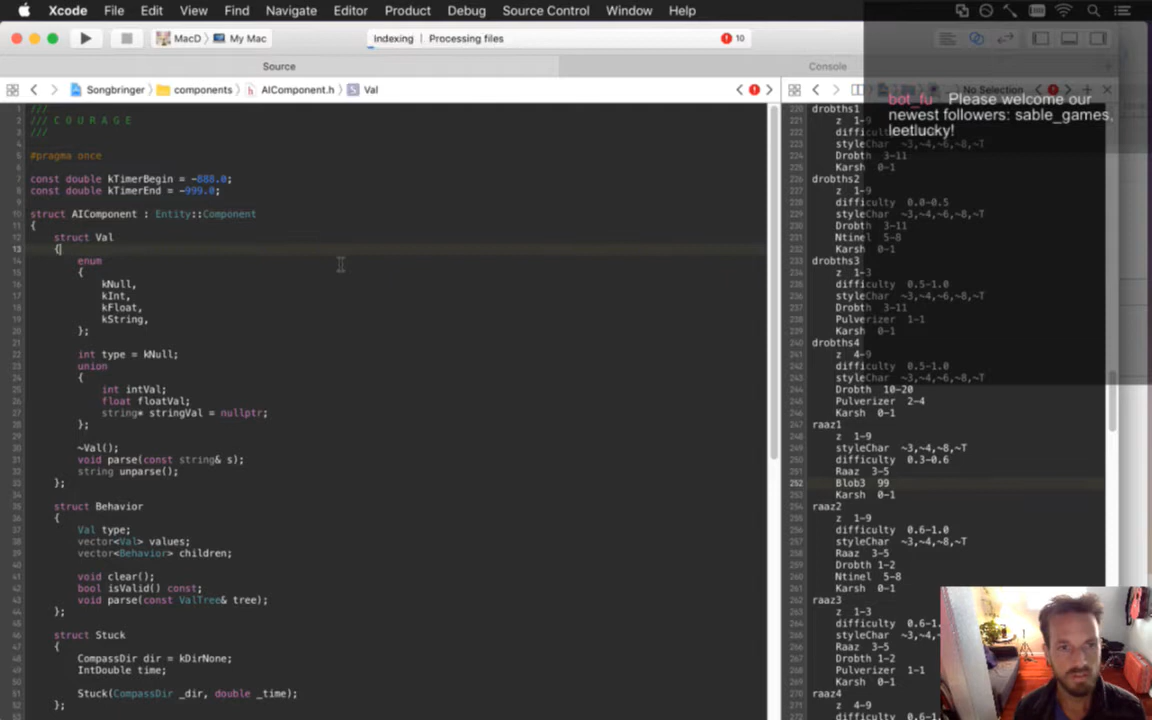 Xcode File Edit View Find Navigate Editor Product Debug Source Control Window Help
MacD My Mac
Indexing | Processing files
10
Source
Console
Songbringer components AIComponent.h Val
No Selection
bot_fu Please welcome our
newest followers: sable_games,
leetlucky!
///
/// C O U R A G E
///
#pragma once
const double kTimerBegin = -888.0;
const double kTimerEnd = -999.0;
struct AIComponent : Entity::Component
{
struct Val
{
enum
{
kNull,
kInt,
kFloat,
kString,
};
int type = kNull;
union
{
int intVal;
float floatVal;
string* stringVal = nullptr;
};
~Val();
void parse(const string& s);
string unparse();
};
struct Behavior
{
Val type;
vector<Val> values;
vector<Behavior> children;
void clear();
bool isValid() const;
void parse(const ValTree& tree);
};
struct Stuck
{
CompassDir dir = kDirNone;
IntDouble time;
Stuck(CompassDir _dir, double _time);
};
drobths1
z 1-9
styleChar ~3,~4,~6,~8,~T
Drobth 3-11
Karsh 0-1
drobths2
z 1-9
difficulty 0.0-0.5
styleChar ~3,~4,~6,~8,~T
Drobth 3-11
Ntinel 5-8
Karsh 0-1
drobths3
z 1-3
difficulty 0.5-1.0
styleChar ~3,~4,~6,~8,~T
Drobth 3-11
Pulverizer 1-1
Karsh 0-1
drobths4
z 4-9
difficulty 0.5-1.0
styleChar ~3,~4,~6,~8,~T
Drobth 10-20
Pulverizer 2-4
Karsh 0-1
raaz1
z 1-9
styleChar ~3,~4,~8,~T
difficulty 0.3-0.6
Raaz 3-5
Blob3 99
Karsh 0-1
raaz2
z 1-9
difficulty 0.6-1.0
styleChar ~3,~4,~8,~T
Raaz 3-5
Drobth 1-2
Ntinel 5-8
Karsh 0-1
raaz3
z 1-3
difficulty 0.6-1.
styleChar ~3,~4,
Raaz 3-5
Drobth 1-2
Pulverizer 1-1
Karsh 0-1
raaz4
z 4-9
difficulty 0.6-1.